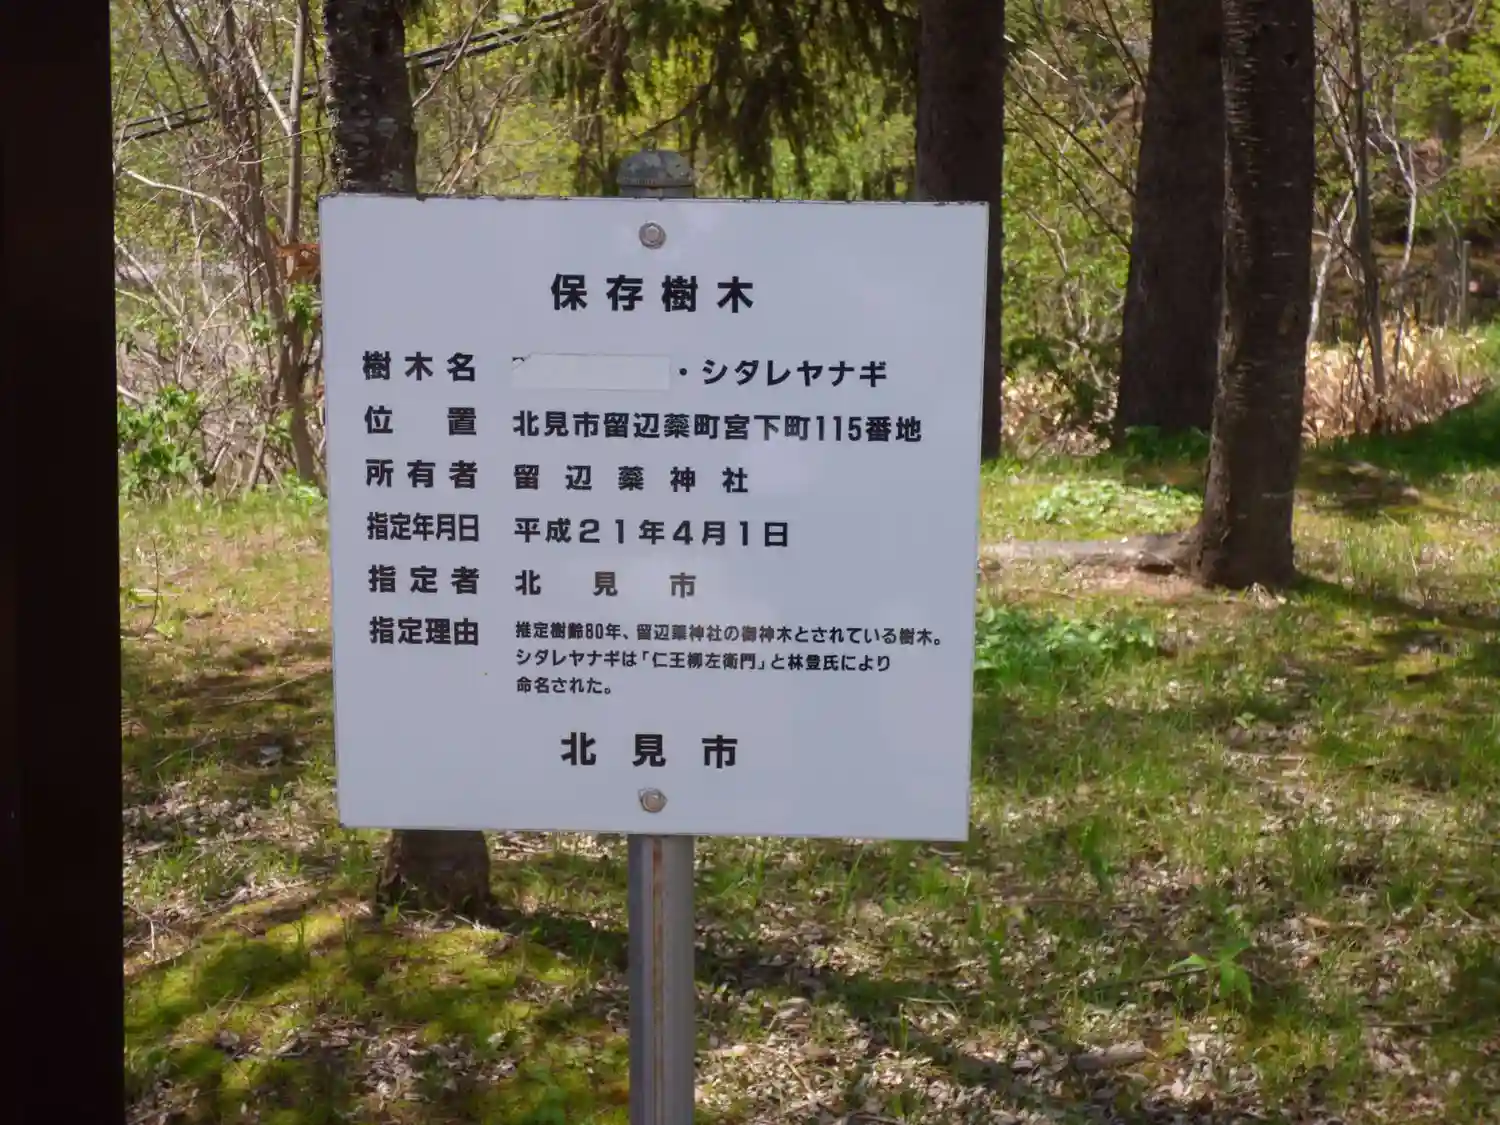 保存樹木
樹木名 ・シダレヤナギ
位置 北見市留辺蘂町宮下町115番地
所有者 留辺蘂神社
指定年月日 平成21年4月1日
指定者 北見市
指定理由 推定樹齢80年、留辺蘂神社の御神木とされている樹木。
シダレヤナギは「仁王柳左衛門」と林豊氏により
命名された。
北見市